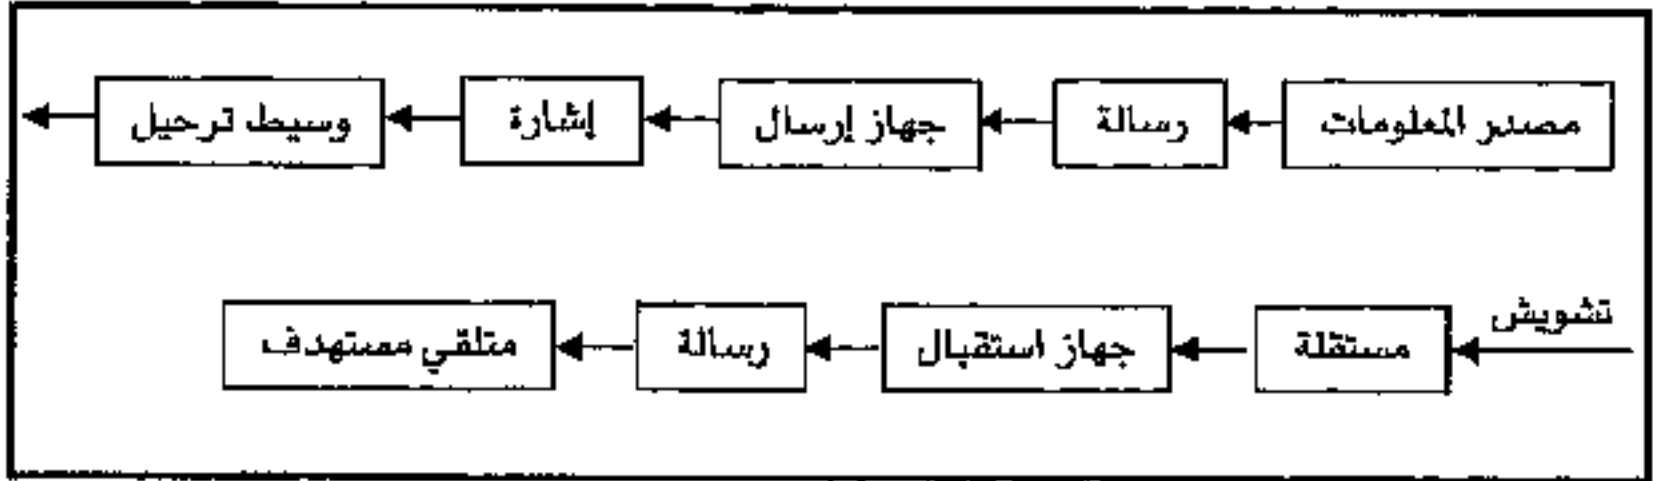 مصدر المعلومات رسالة جهاز إرسال إشارة وسيط ترحيل
تشويش
مستقلة جهاز استقبال رسالة متلقي مستهدف